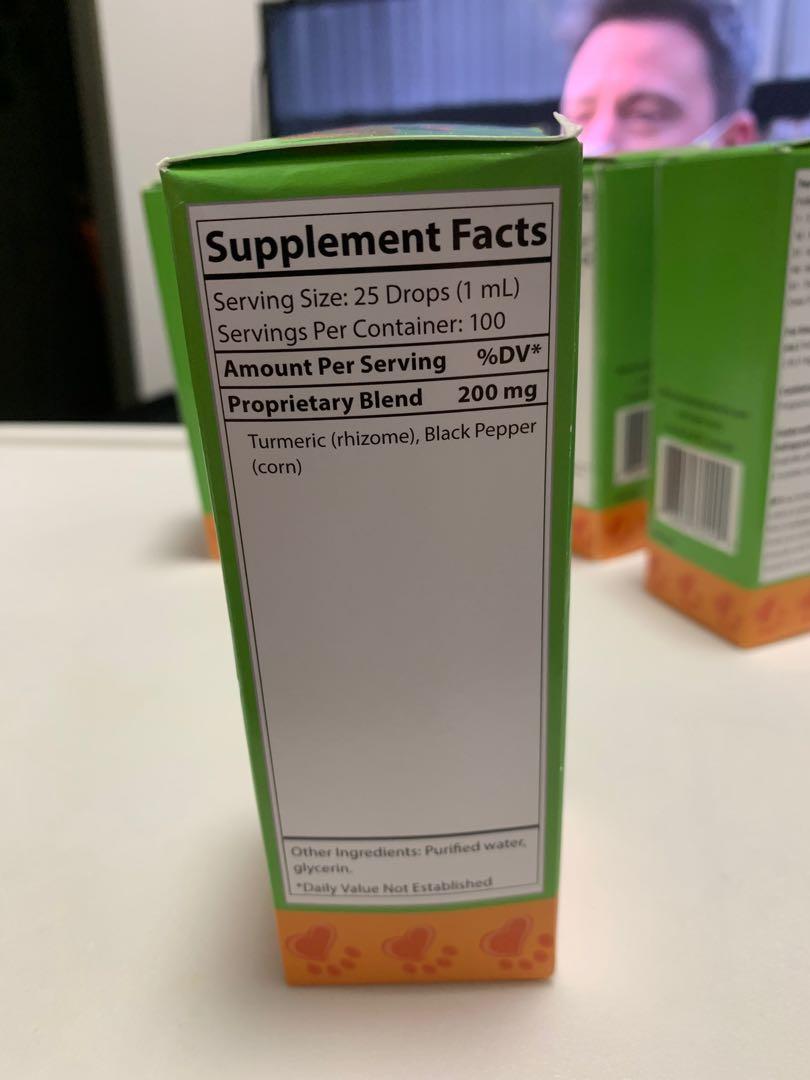 Supplement Facts
Serving Size: 25 Drops (1 mL)
Servings Per Container: 100
Amount Per Serving %DV*
Proprietary Blend 200 mg
Turmeric (rhizome), Black Pepper
(corn)
Other Ingredients: Purified water,
glycerin.
*Daily Value Not Established